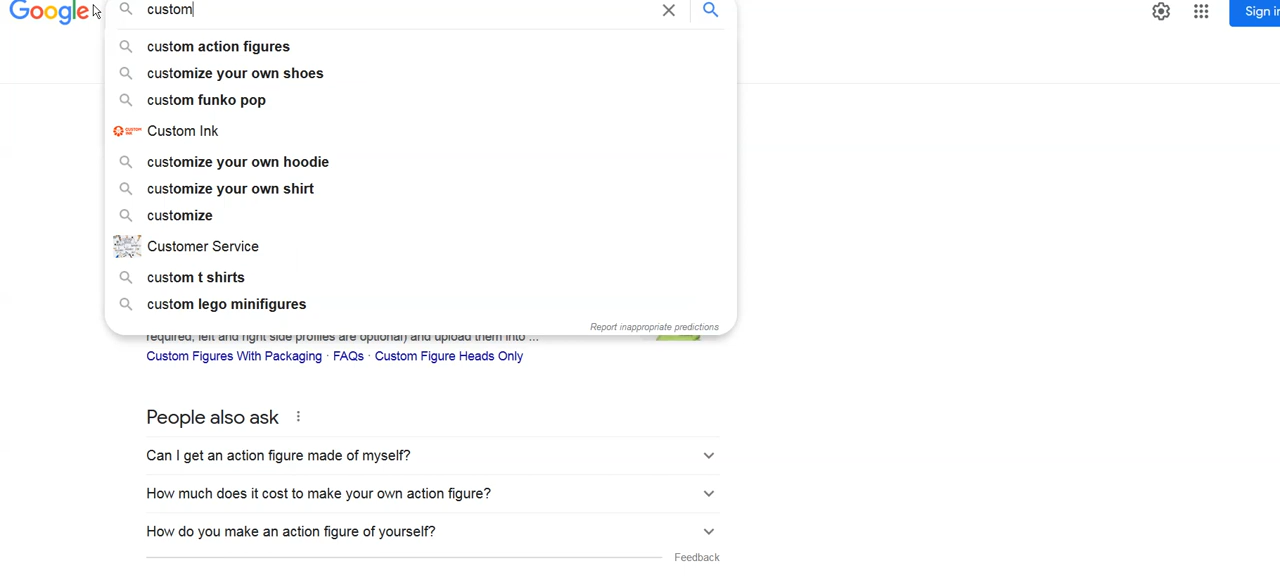 Google
custom
Sign in
custom action figures
customize your own shoes
custom funko pop
CUSTOM INK Custom Ink
customize your own hoodie
customize your own shirt
customize
Customer Service
custom t shirts
custom lego minifigures
Report inappropriate predictions
required, left and right side profiles are optional) and upload them into ...
Custom Figures With Packaging · FAQs · Custom Figure Heads Only
People also ask
Can I get an action figure made of myself?
How much does it cost to make your own action figure?
How do you make an action figure of yourself?
Feedback